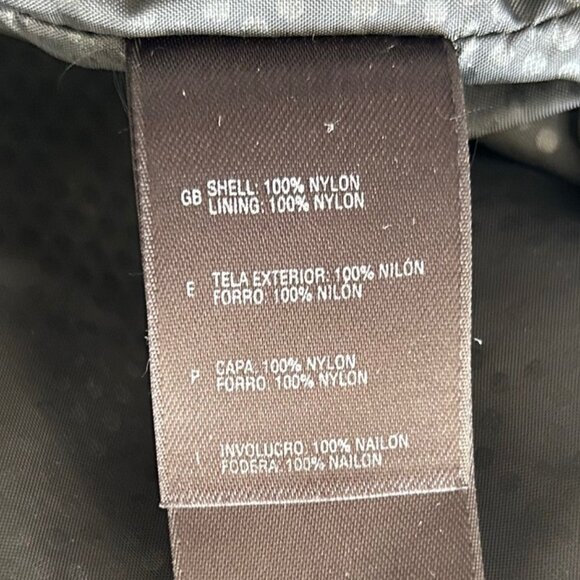 GB SHELL: 100% NYLON
LINING: 100% NYLON
E TELA EXTERIOR: 100% NILÓN
FORRO: 100% NILÓN
P CAPA: 100% NYLON
FORRO: 100% NYLON
I INVOLUCRO: 100% NAILON
FODERA: 100% NAILON